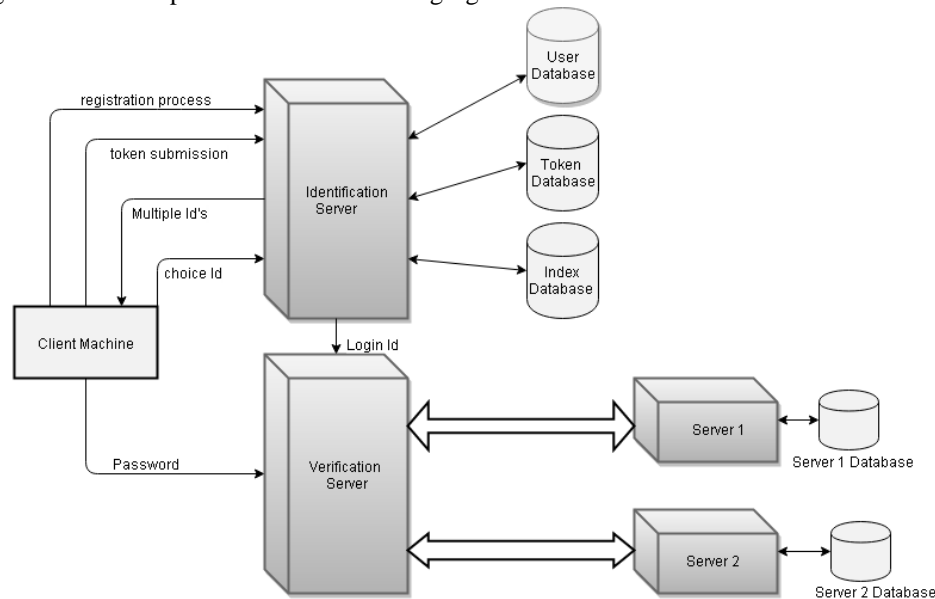 User
Database
registration process
token submission
Token
Database
Identification
Server
Multiple Id's
choice Id
Index
Database
Client Machine
Login Id
Server 1
Server 1 Database
Password
Verification
Server
Server 2
Server 2 Database